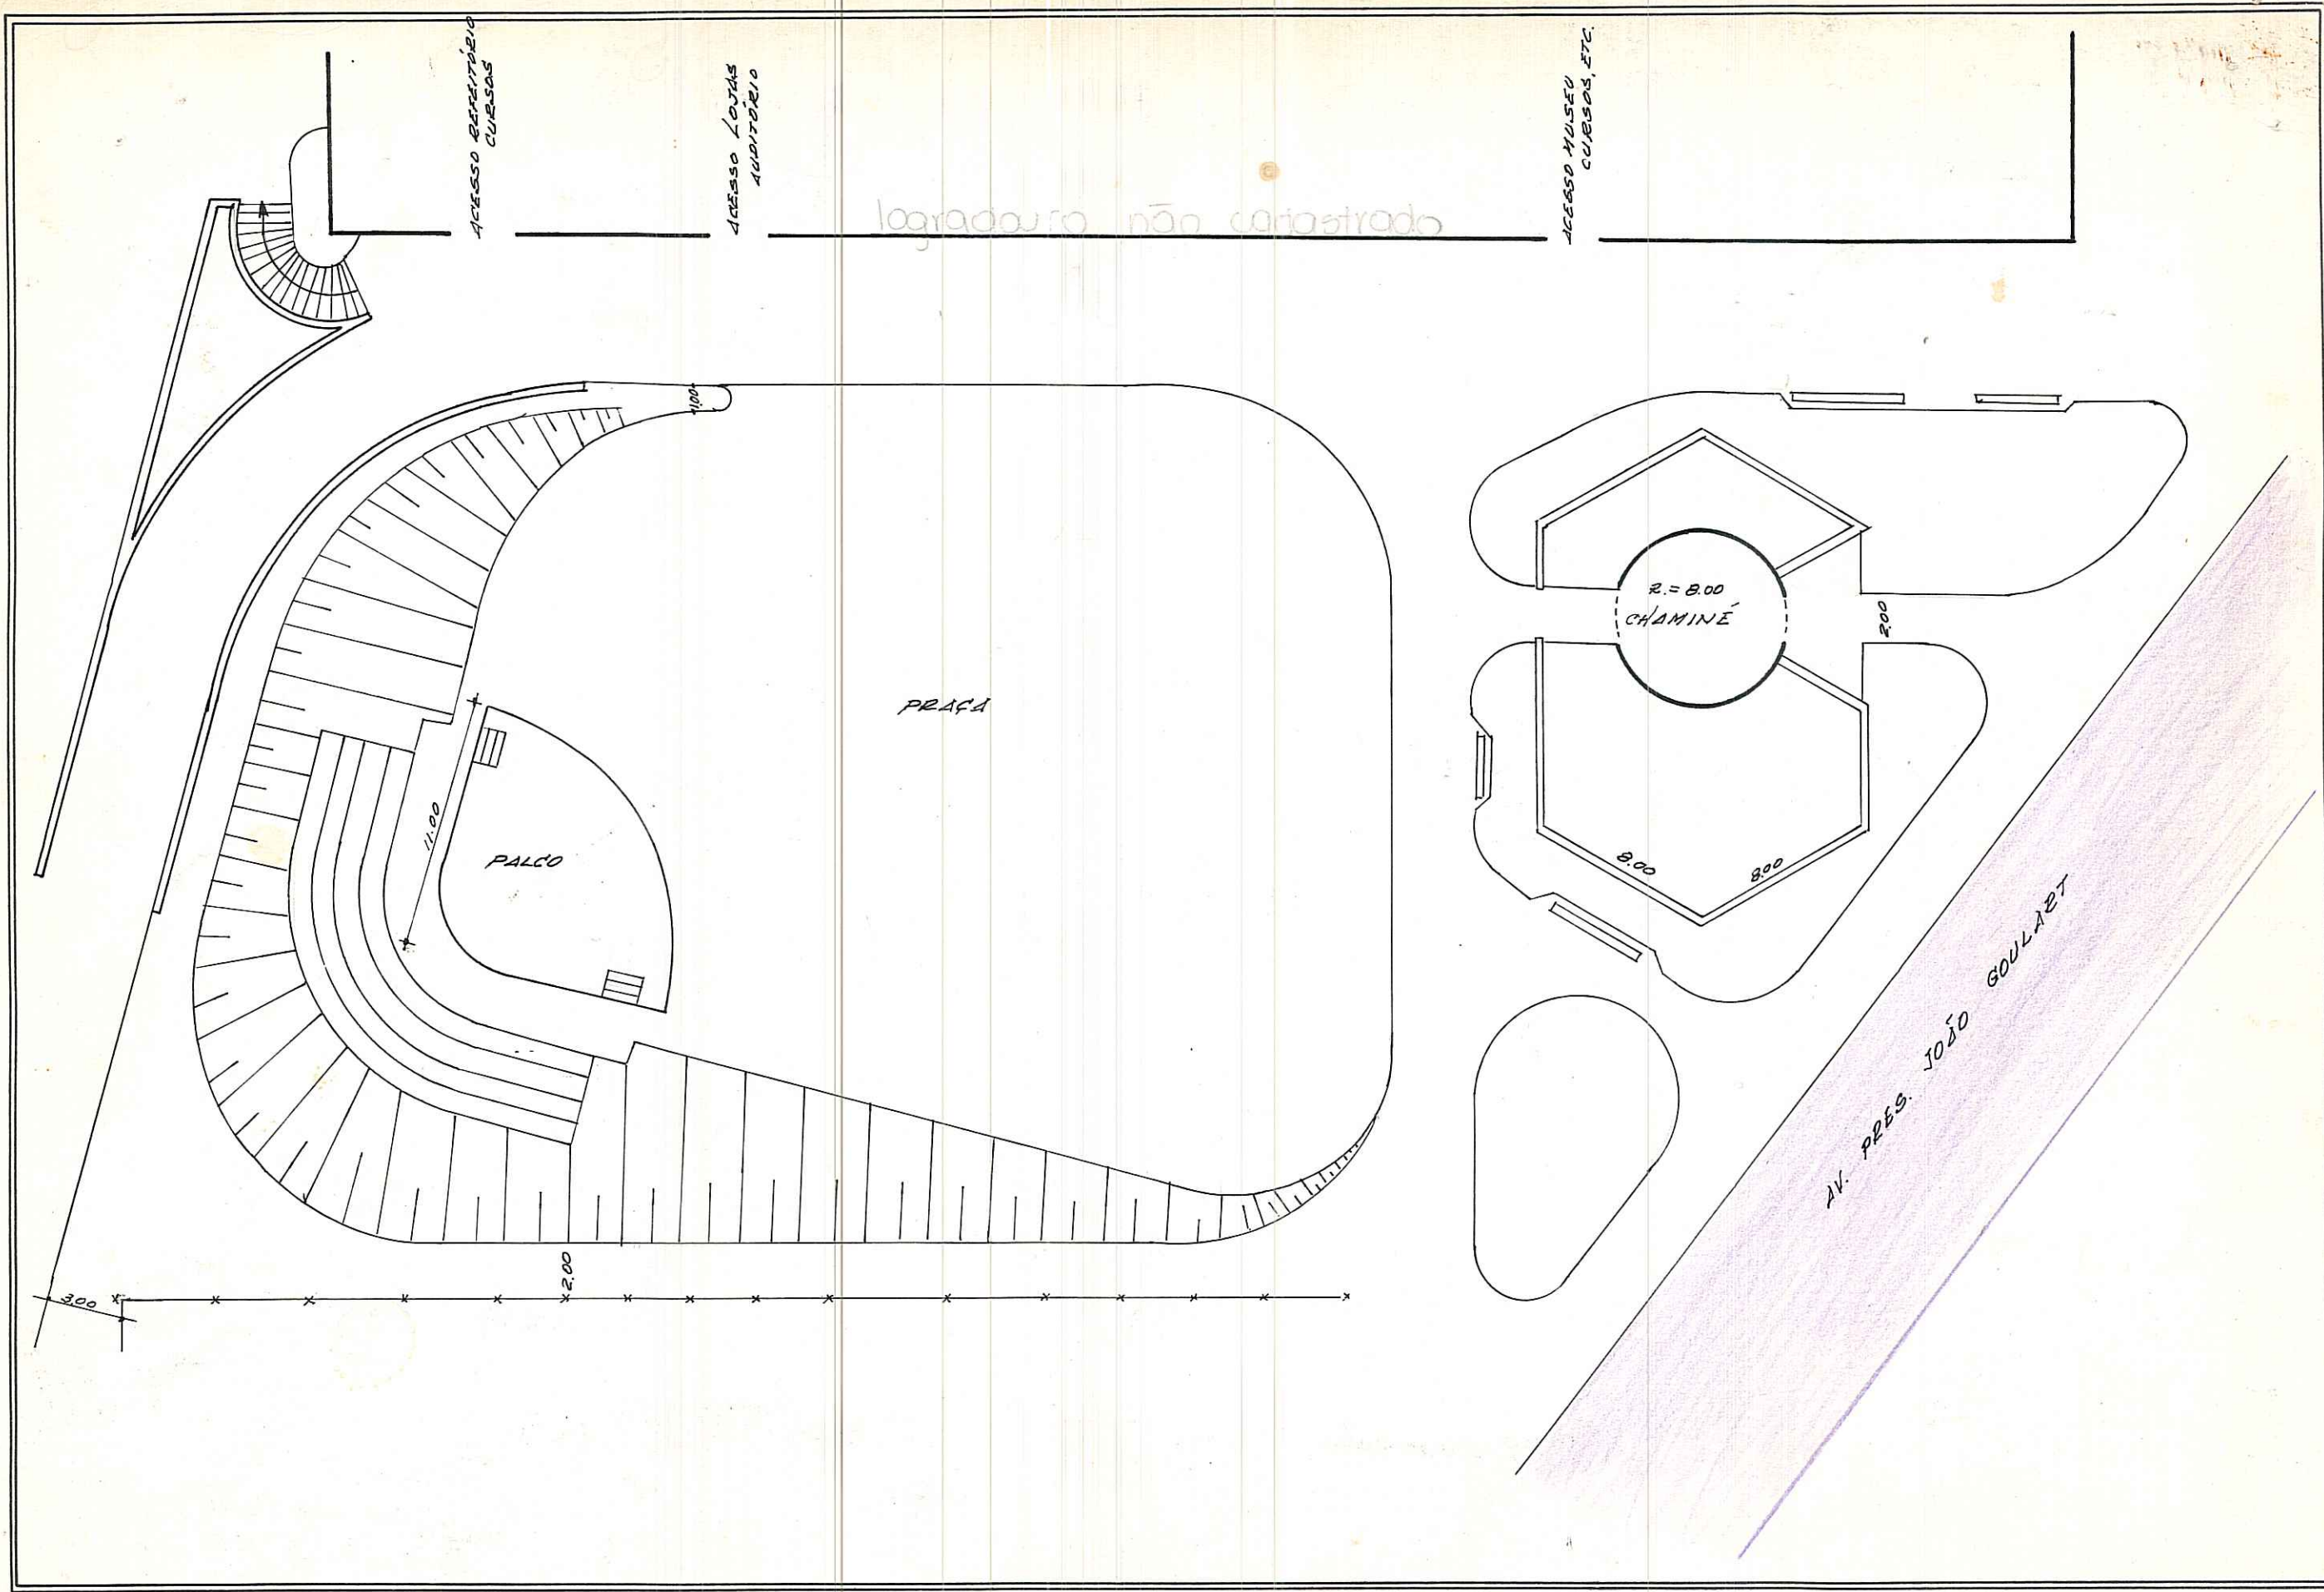 ACESSO REFEITÓRIO
CURSOS
ACESSO LOJAS
AUDITÓRIO
ACESSO MUSEU
CURSOS, ETC.
logradouro não cadastrado
1.00
R.= 8.00
CHAMINÉ
2.00
PRAÇA
11.00
PALCO
8.00
8.00
AV. PRES. JOÃO GOULART
2.00
3.00